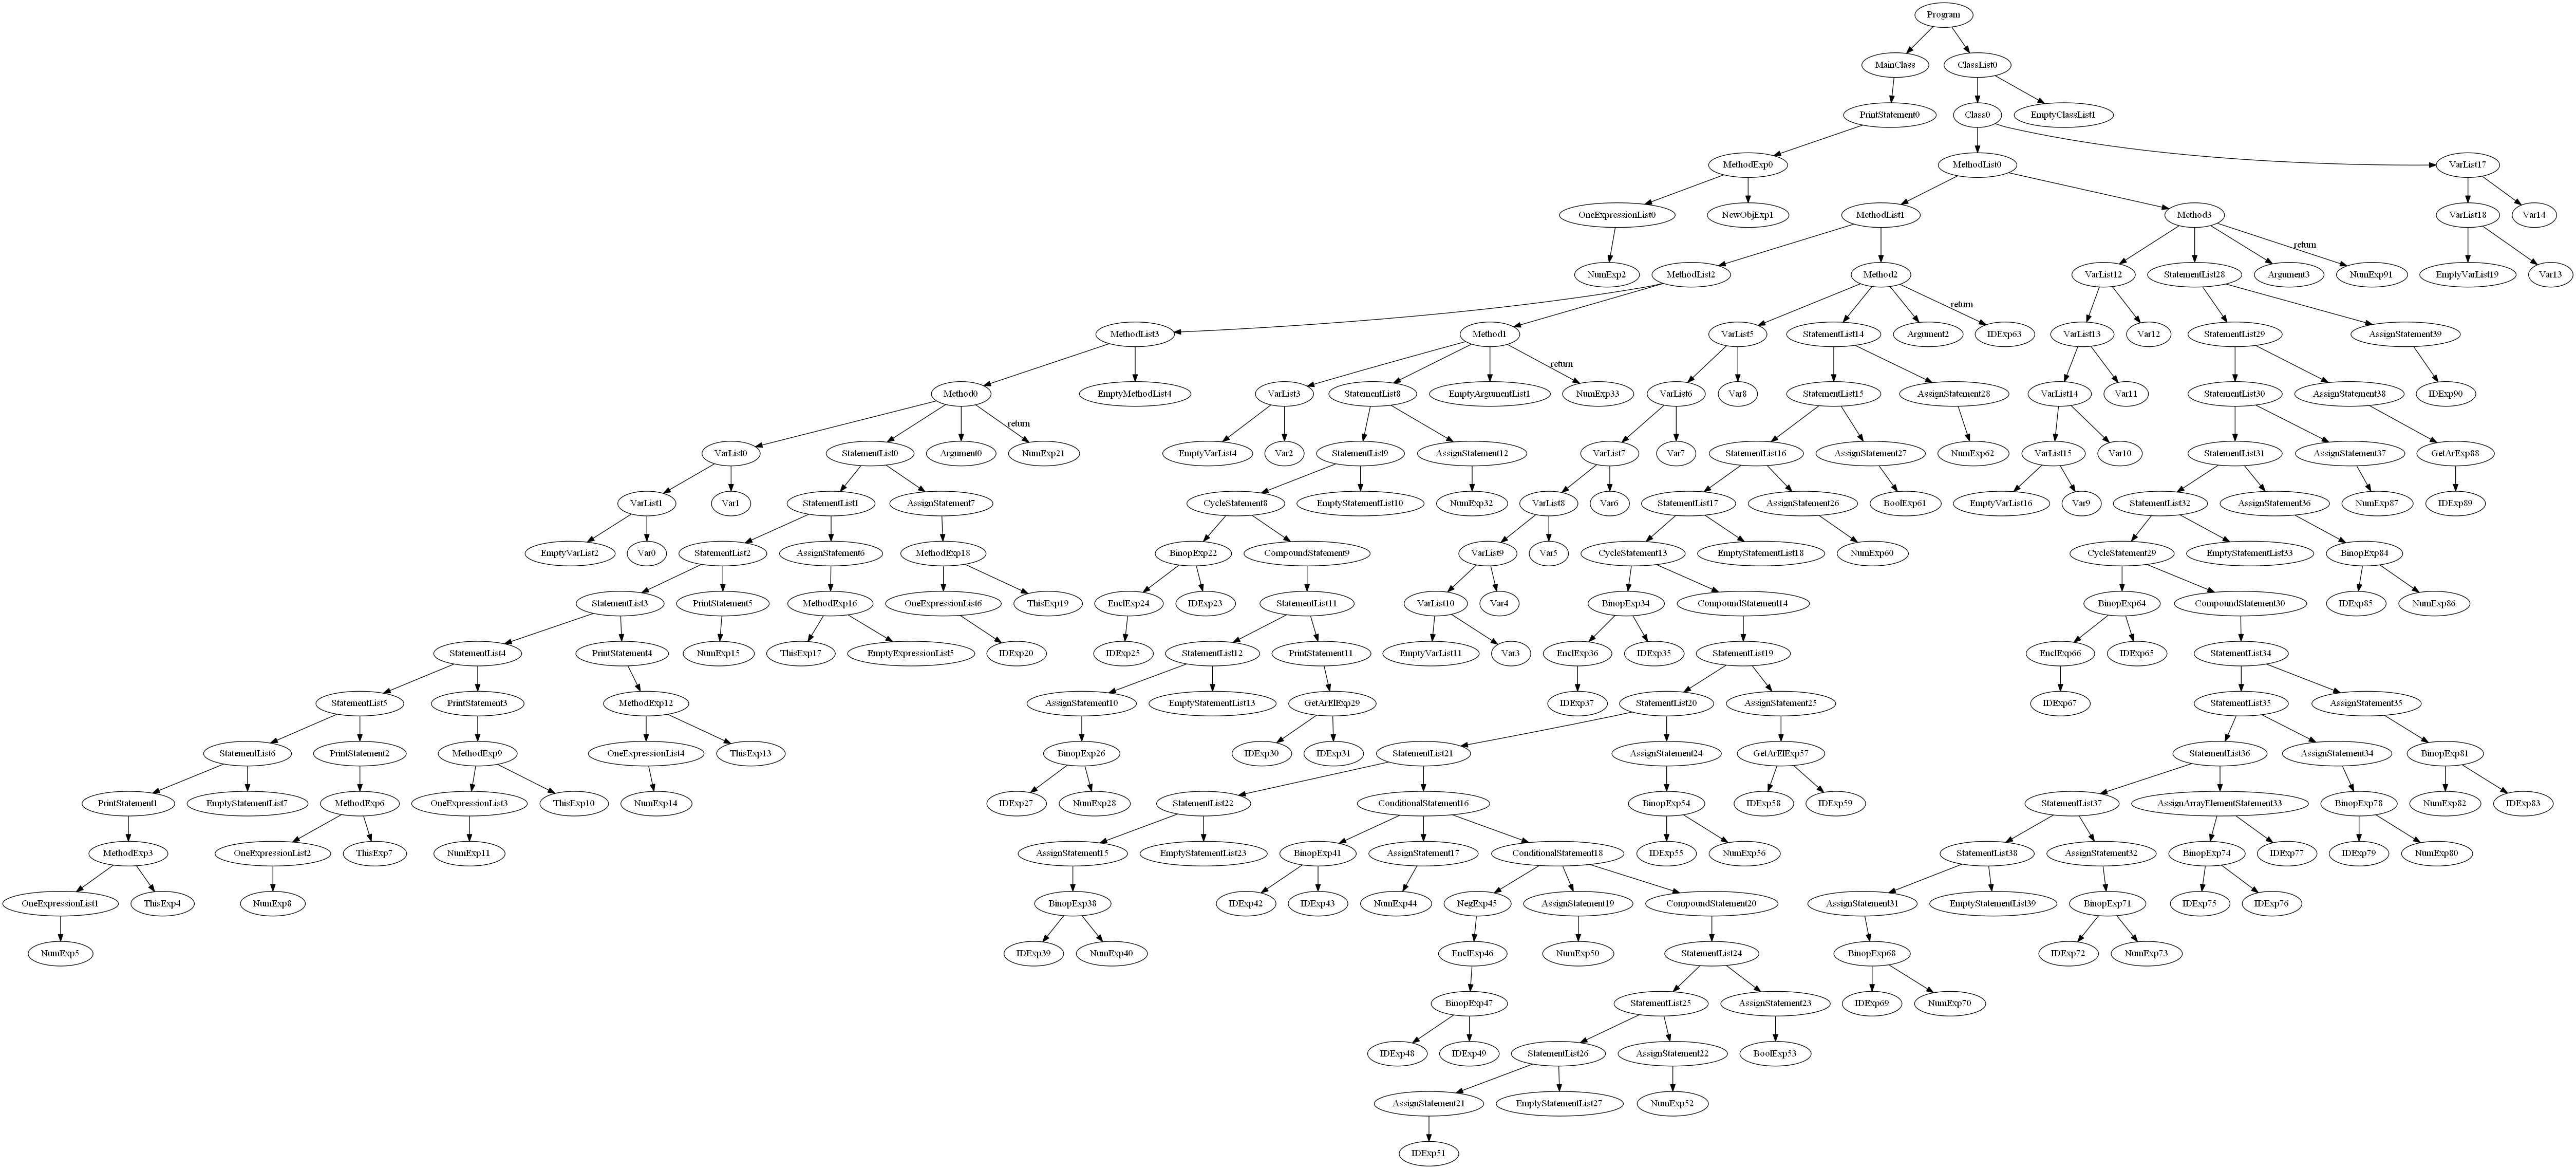 Program
MainClass ClassList0
PrintStatement0 Class0 EmptyClassList1
MethodExp0 MethodList0 VarList17
OneExpressionList0 NewObjExp1 MethodList1 Method3 VarList18 Var14
return
NumExp2 MethodList2 Method2 VarList12 StatementList28 Argument3 NumExp91 EmptyVarList19 Var13
return
MethodList3 Method1 VarList5 StatementList14 Argument2 IDExp63 VarList13 Var12 StatementList29 AssignStatement39
return
Method0 EmptyMethodList4 VarList3 StatementList8 EmptyArgumentList1 NumExp33 VarList6 Var8 StatementList15 AssignStatement28 VarList14 Var11 StatementList30 AssignStatement38 IDExp90
return
VarList0 StatementList0 Argument0 NumExp21 EmptyVarList4 Var2 StatementList9 AssignStatement12 VarList7 Var7 StatementList16 AssignStatement27 NumExp62 VarList15 Var10 StatementList31 AssignStatement37 GetArExp88
VarList1 Var1 StatementList1 AssignStatement7 CycleStatement8 EmptyStatementList10 NumExp32 VarList8 Var6 StatementList17 AssignStatement26 BoolExp61 EmptyVarList16 Var9 StatementList32 AssignStatement36 NumExp87 IDExp89
EmptyVarList2 Var0 StatementList2 AssignStatement6 MethodExp18 BinopExp22 CompoundStatement9 VarList9 Var5 CycleStatement13 EmptyStatementList18 NumExp60 CycleStatement29 EmptyStatementList33 BinopExp84
StatementList3 PrintStatement5 MethodExp16 OneExpressionList6 ThisExp19 EnclExp24 IDExp23 StatementList11 VarList10 Var4 BinopExp34 CompoundStatement14 BinopExp64 CompoundStatement30 IDExp85 NumExp86
StatementList4 PrintStatement4 NumExp15 ThisExp17 EmptyExpressionList5 IDExp20 IDExp25 StatementList12 PrintStatement11 EmptyVarList11 Var3 EnclExp36 IDExp35 StatementList19 EnclExp66 IDExp65 StatementList34
StatementList5 PrintStatement3 MethodExp12 AssignStatement10 EmptyStatementList13 GetArElExp29 IDExp37 StatementList20 AssignStatement25 IDExp67 StatementList35 AssignStatement35
StatementList6 PrintStatement2 MethodExp9 OneExpressionList4 ThisExp13 BinopExp26 IDExp30 IDExp31 StatementList21 AssignStatement24 GetArElExp57 StatementList36 AssignStatement34 BinopExp81
PrintStatement1 EmptyStatementList7 MethodExp6 OneExpressionList3 ThisExp10 NumExp14 IDExp27 NumExp28 StatementList22 ConditionalStatement16 BinopExp54 IDExp58 IDExp59 StatementList37 AssignArrayElementStatement33 BinopExp78 NumExp82 IDExp83
MethodExp3 OneExpressionList2 ThisExp7 NumExp11 AssignStatement15 EmptyStatementList23 BinopExp41 AssignStatement17 ConditionalStatement18 IDExp55 NumExp56 StatementList38 AssignStatement32 BinopExp74 IDExp77 IDExp79 NumExp80
OneExpressionList1 ThisExp4 NumExp8 BinopExp38 IDExp42 IDExp43 NumExp44 NegExp45 AssignStatement19 CompoundStatement20 AssignStatement31 EmptyStatementList39 BinopExp71 IDExp75 IDExp76
NumExp5 IDExp39 NumExp40 EnclExp46 NumExp50 StatementList24 BinopExp68 IDExp72 NumExp73
BinopExp47 StatementList25 AssignStatement23 IDExp69 NumExp70
IDExp48 IDExp49 StatementList26 AssignStatement22 BoolExp53
AssignStatement21 EmptyStatementList27 NumExp52
IDExp51